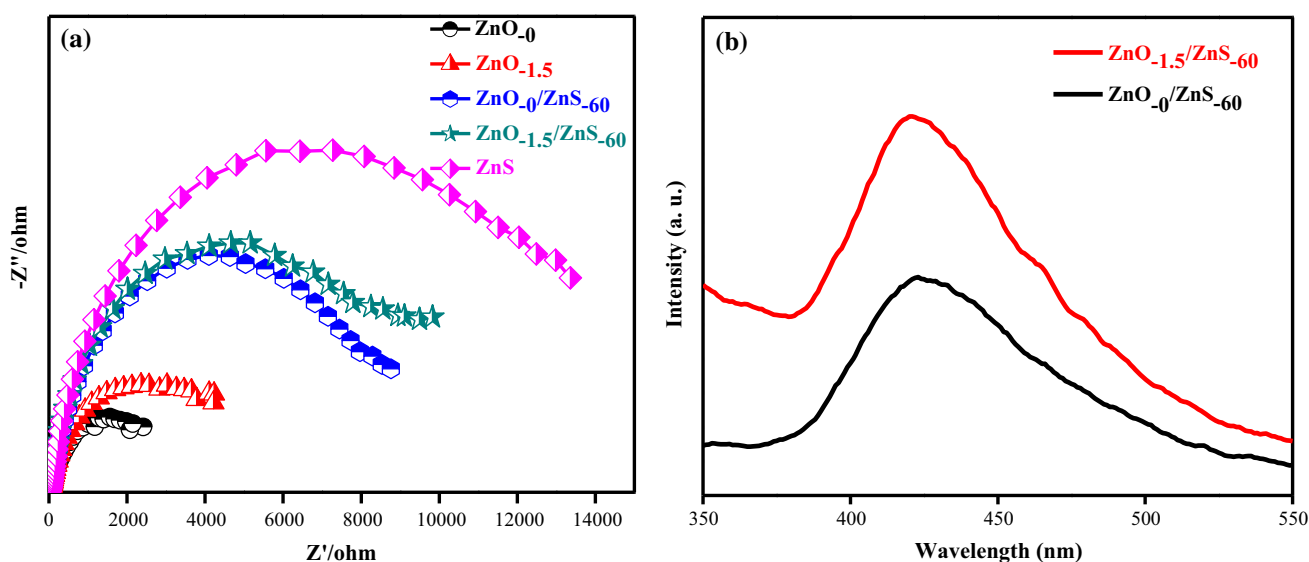 (a)
ZnO-0
ZnO-1.5
ZnO-0/ZnS-60
ZnO-1.5/ZnS-60
ZnS
-Z''/ohm
0 2000 4000 6000 8000 10000 12000 14000
Z'/ohm
(b)
ZnO-1.5/ZnS-60
ZnO-0/ZnS-60
Intensity (a. u.)
350 400 450 500 550
Wavelength (nm)